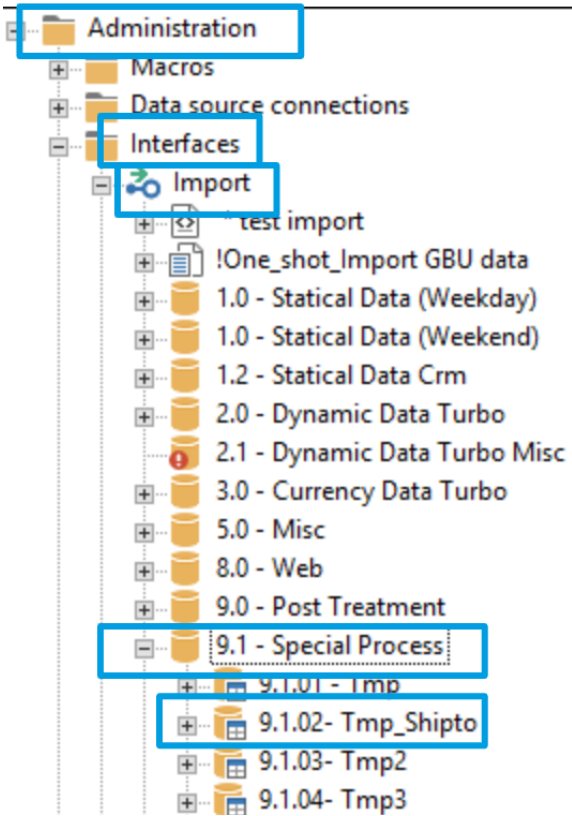 Administration
Macros
Data source connections
Interfaces
Import
* test import
!One_shot_Import GBU data
1.0 - Statical Data (Weekday)
1.0 - Statical Data (Weekend)
1.2 - Statical Data Crm
2.0 - Dynamic Data Turbo
2.1 - Dynamic Data Turbo Misc
3.0 - Currency Data Turbo
5.0 - Misc
8.0 - Web
9.0 - Post Treatment
9.1 - Special Process
9.1.01 - Tmp
9.1.02- Tmp_Shipto
9.1.03- Tmp2
9.1.04- Tmp3